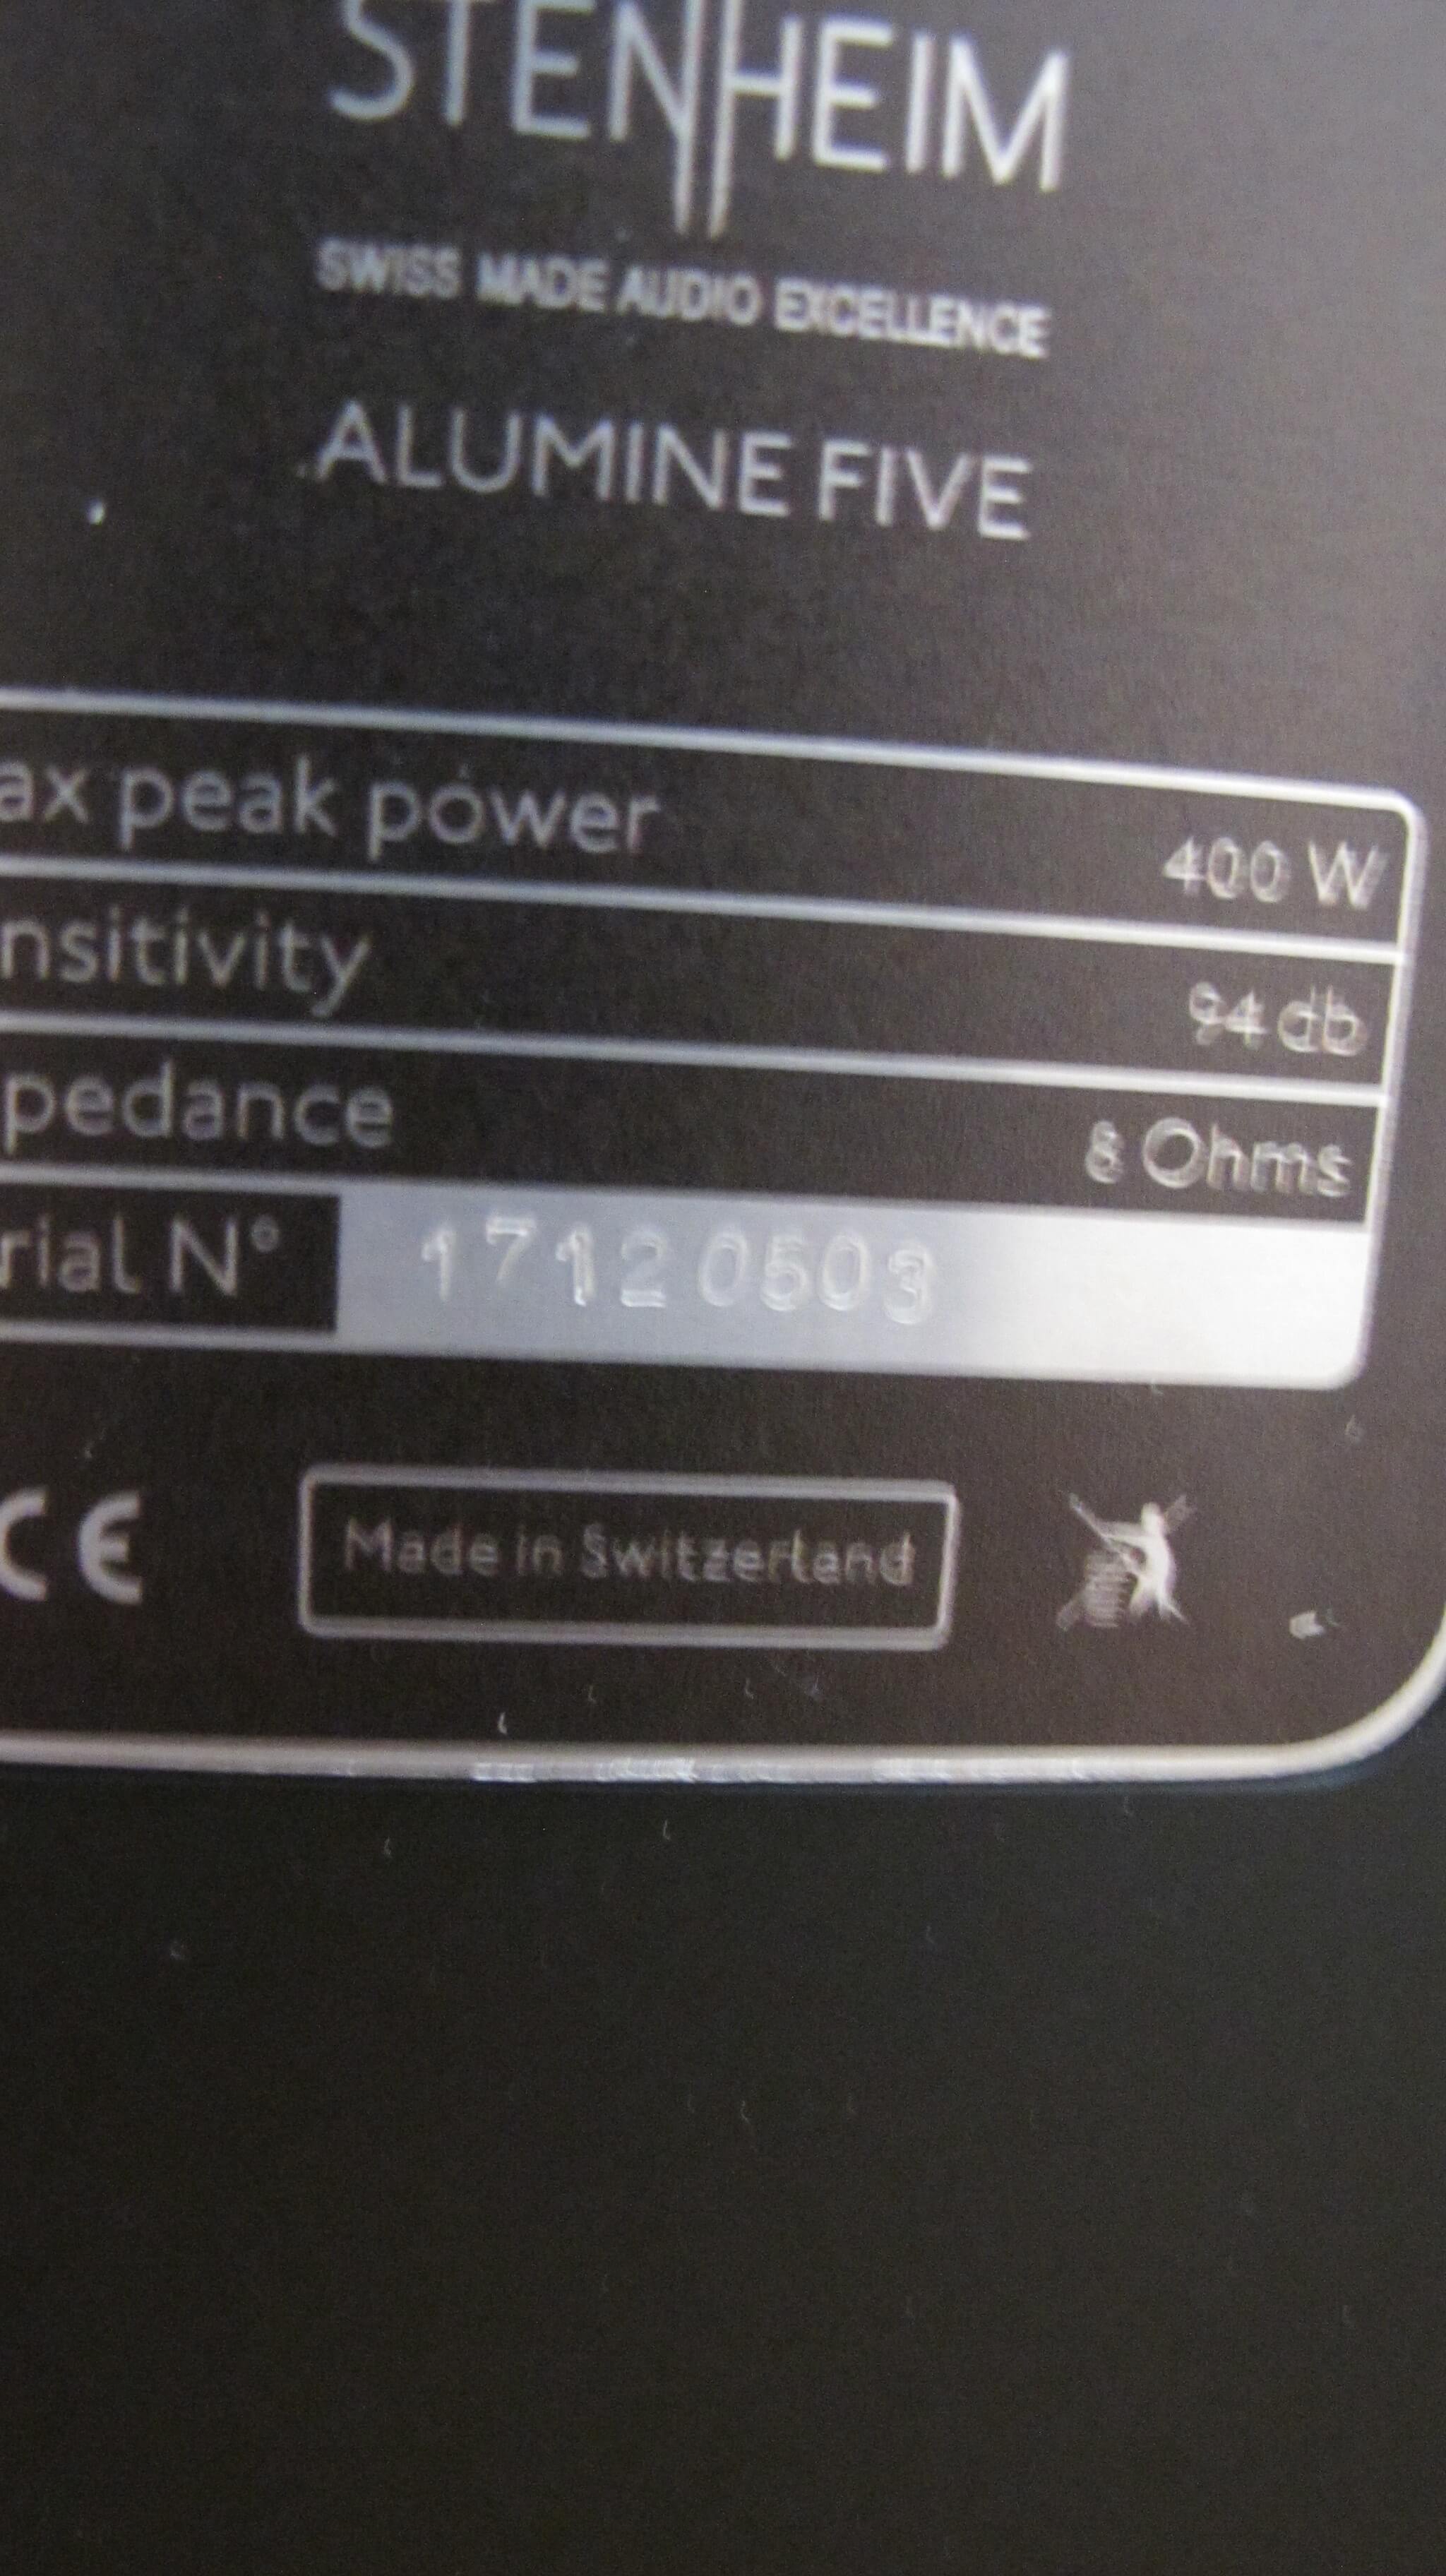 STENHEIM
SWISS MADE AUDIO EXCELLENCE
ALUMINE FIVE
ax peak power 400 W
nsitivity 94 db
pedance 8 Ohms
rial N° 17120503
CE Made in Switzerland